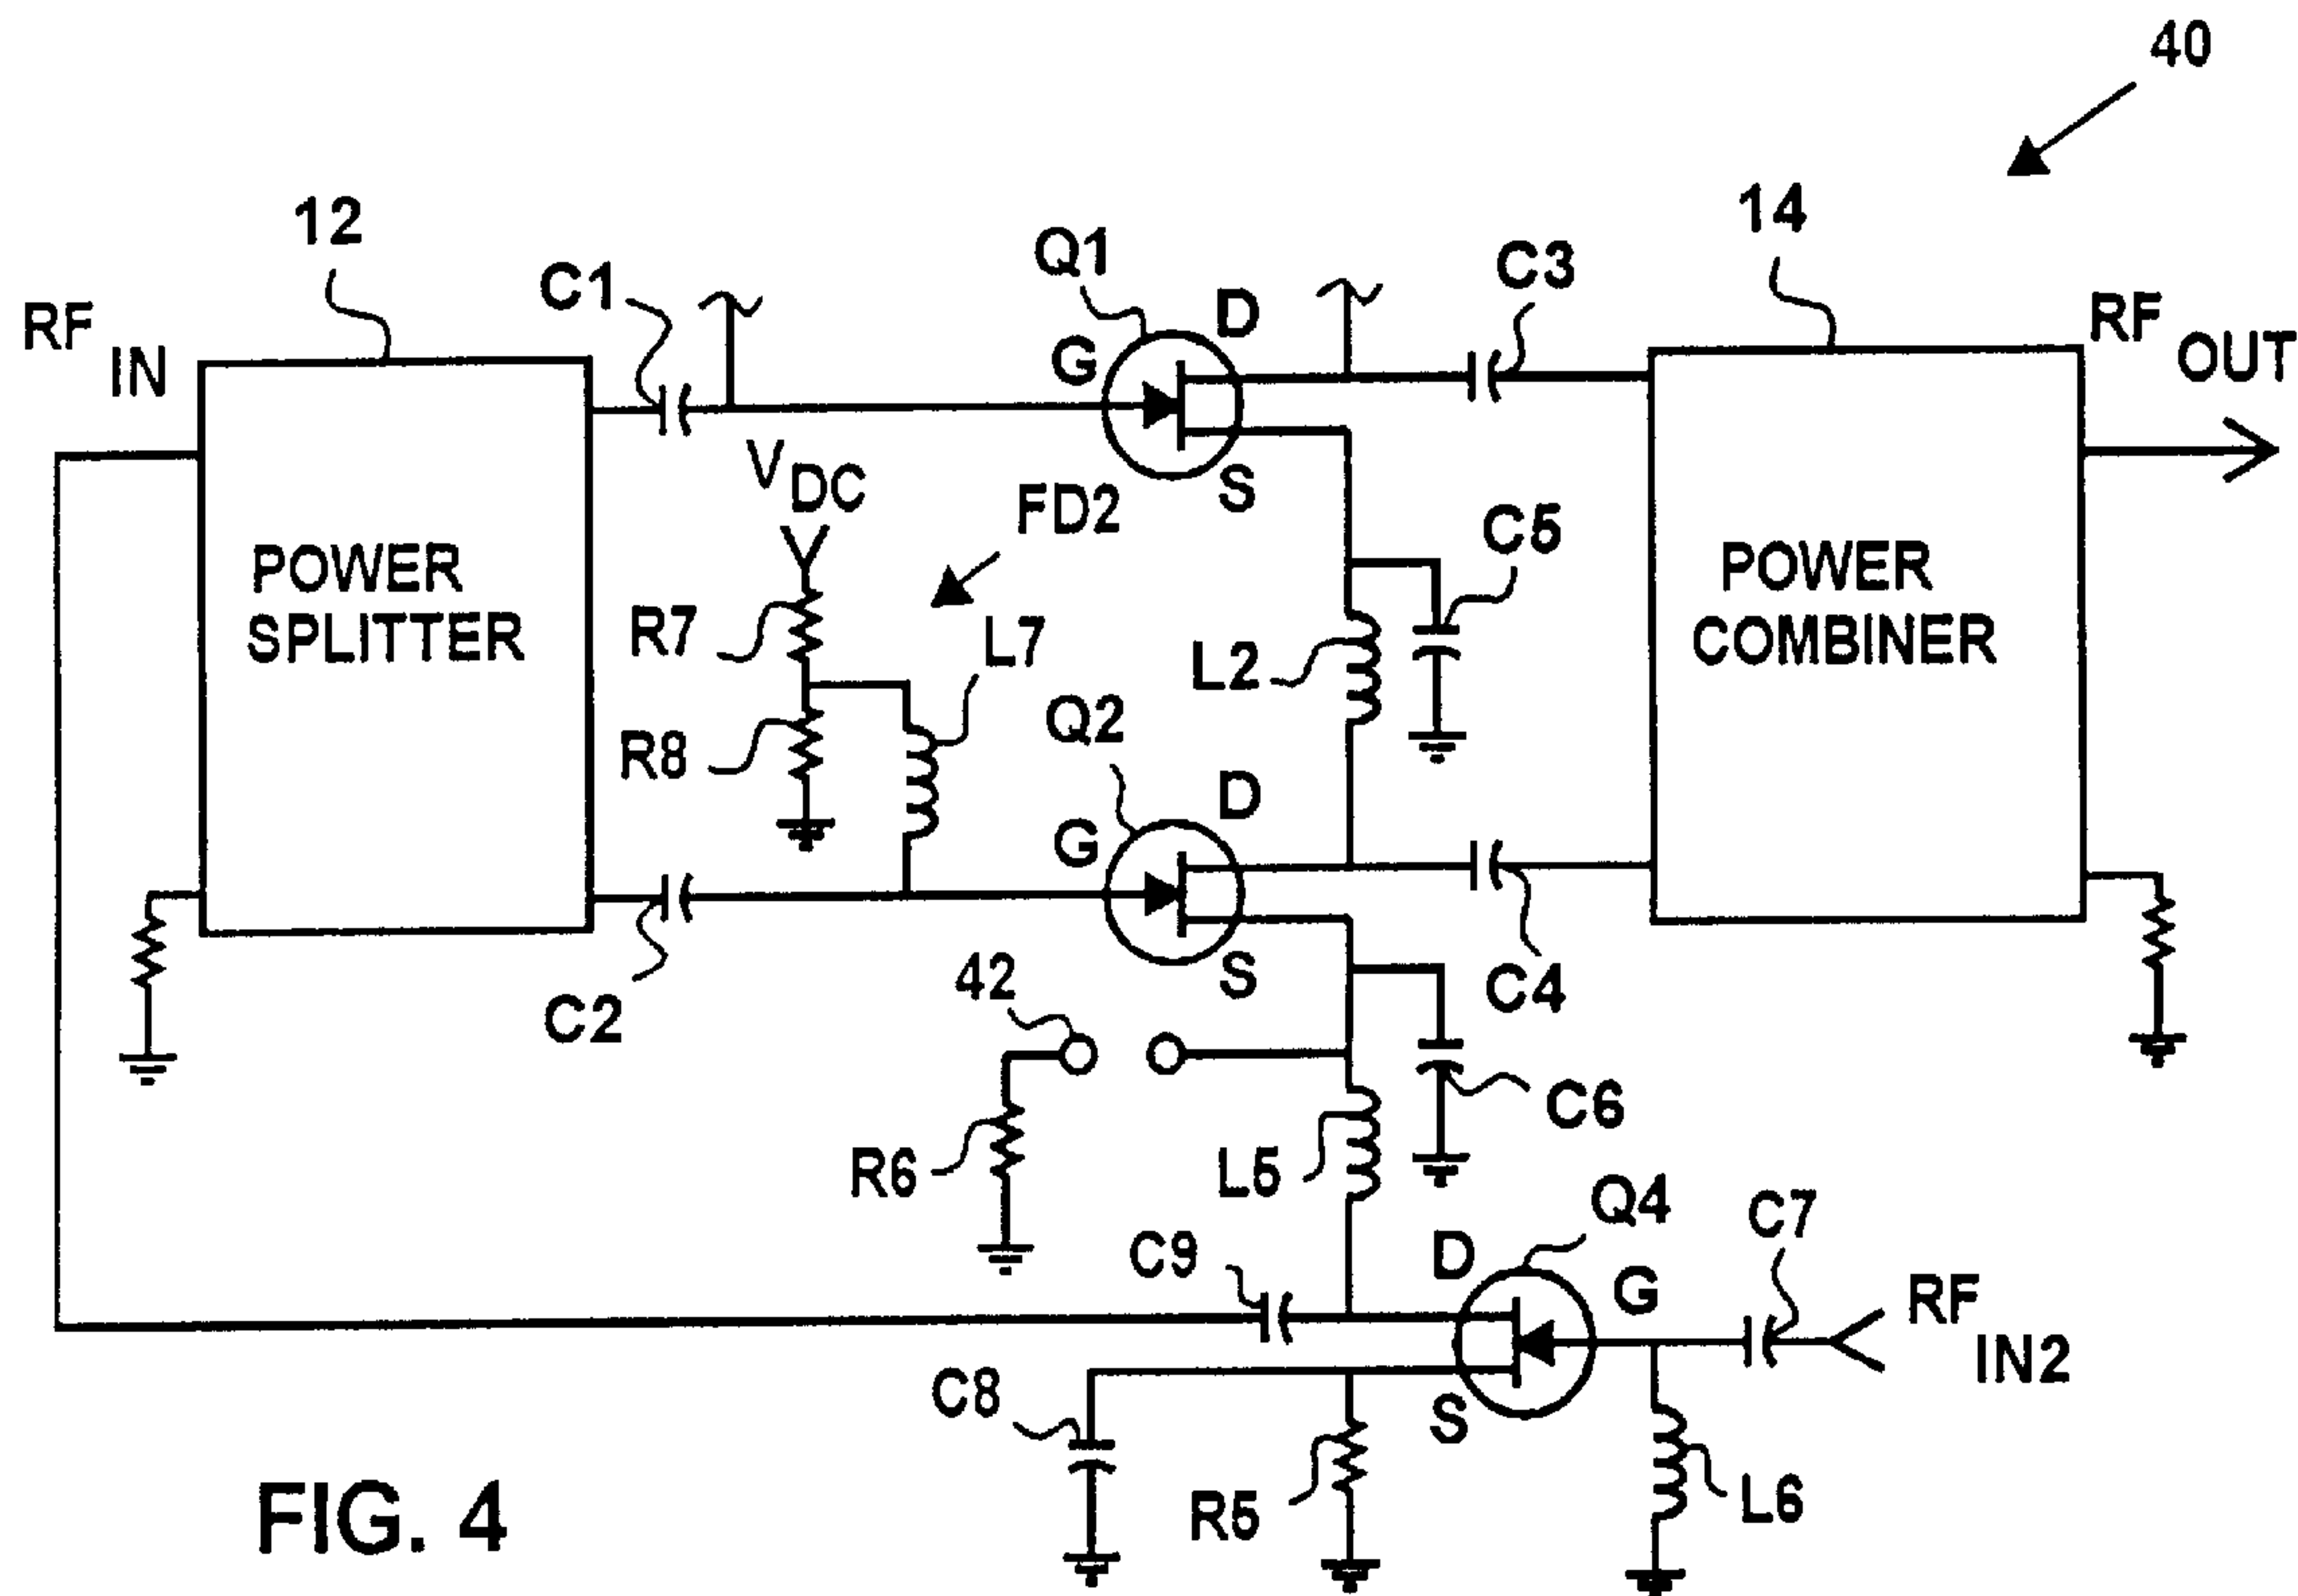 40
12
14
Q1
C1
C3
D
RF IN
RF OUT
G
S
V DC
FD2
C5
POWER SPLITTER
POWER COMBINER
R7
L7
L2
Q2
R8
D
G
S
42
C4
C2
C6
R6
L5
Q4
C7
C9
D
G
RF IN2
C8
S
R5
L6
FIG. 4